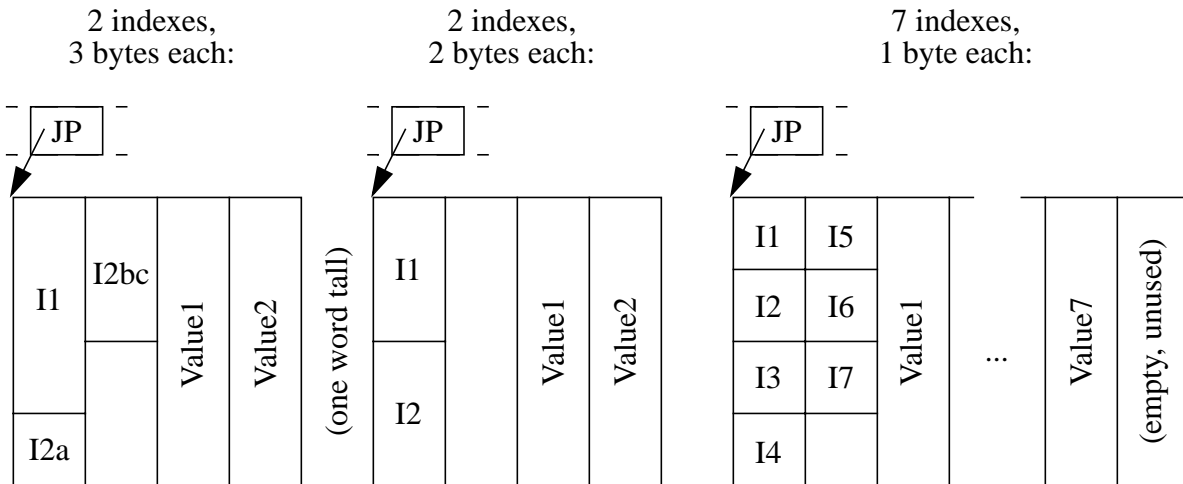 2 indexes,
3 bytes each:
2 indexes,
2 bytes each:
7 indexes,
1 byte each:
JP
JP
JP
I1
I2a
I2bc
Value1
Value2
(one word tall)
I1
I2
Value1
Value2
I1
I2
I3
I4
I5
I6
I7
Value1
...
Value7
(empty, unused)